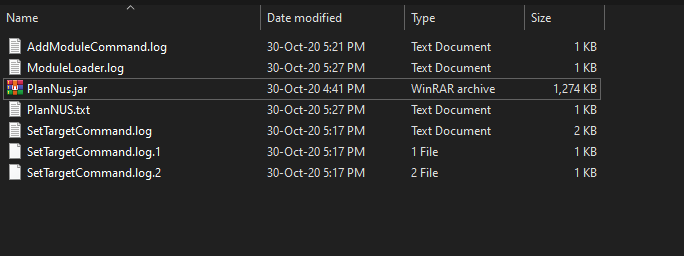 Name Date modified Type Size
AddModuleCommand.log 30-Oct-20 5:21 PM Text Document 1 KB
ModuleLoader.log 30-Oct-20 5:27 PM Text Document 1 KB
PlanNus.jar 30-Oct-20 4:41 PM WinRAR archive 1,274 KB
PlanNUS.txt 30-Oct-20 5:27 PM Text Document 1 KB
SetTargetCommand.log 30-Oct-20 5:17 PM Text Document 2 KB
SetTargetCommand.log.1 30-Oct-20 5:17 PM 1 File 1 KB
SetTargetCommand.log.2 30-Oct-20 5:17 PM 2 File 1 KB